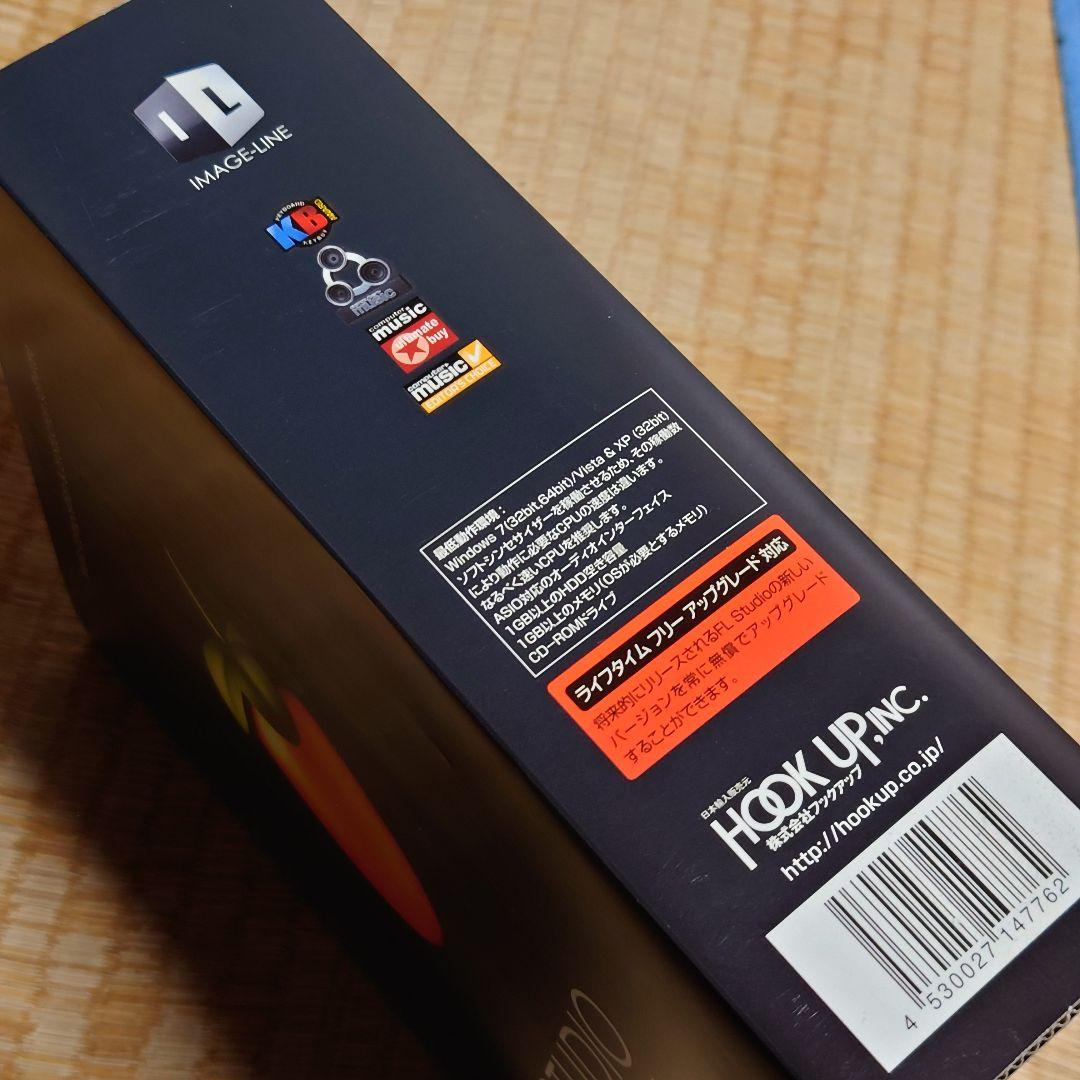 IL
IMAGE-LINE
KEYBOARD
KB
computer
music
computer
music
ultimate
buy
computer
music
EDITOR'S CHOICE
最低動作環境：
Windows 7(32bit,64bit)/Vista & XP (32bit)
ソフトシンセサイザーを稼働させるため、その稼働数
により動作に必要なCPUの速度は違います。
なるべく速いCPUを推奨します。
ASIO対応のオーディオインターフェイス
1GB以上のHDD空き容量
1GB以上のメモリ(OSが必要とするメモリ)
CD-ROMドライブ
ライフタイム フリー アップグレード 対応
将来的にリリースされるFL Studioの新しい
バージョンを常に無償でアップグレード
することができます。
日本輸入販売元
HOOK UP,INC.
株式会社フックアップ
http://hookup.co.jp/
4 530027 147762
TUDIO